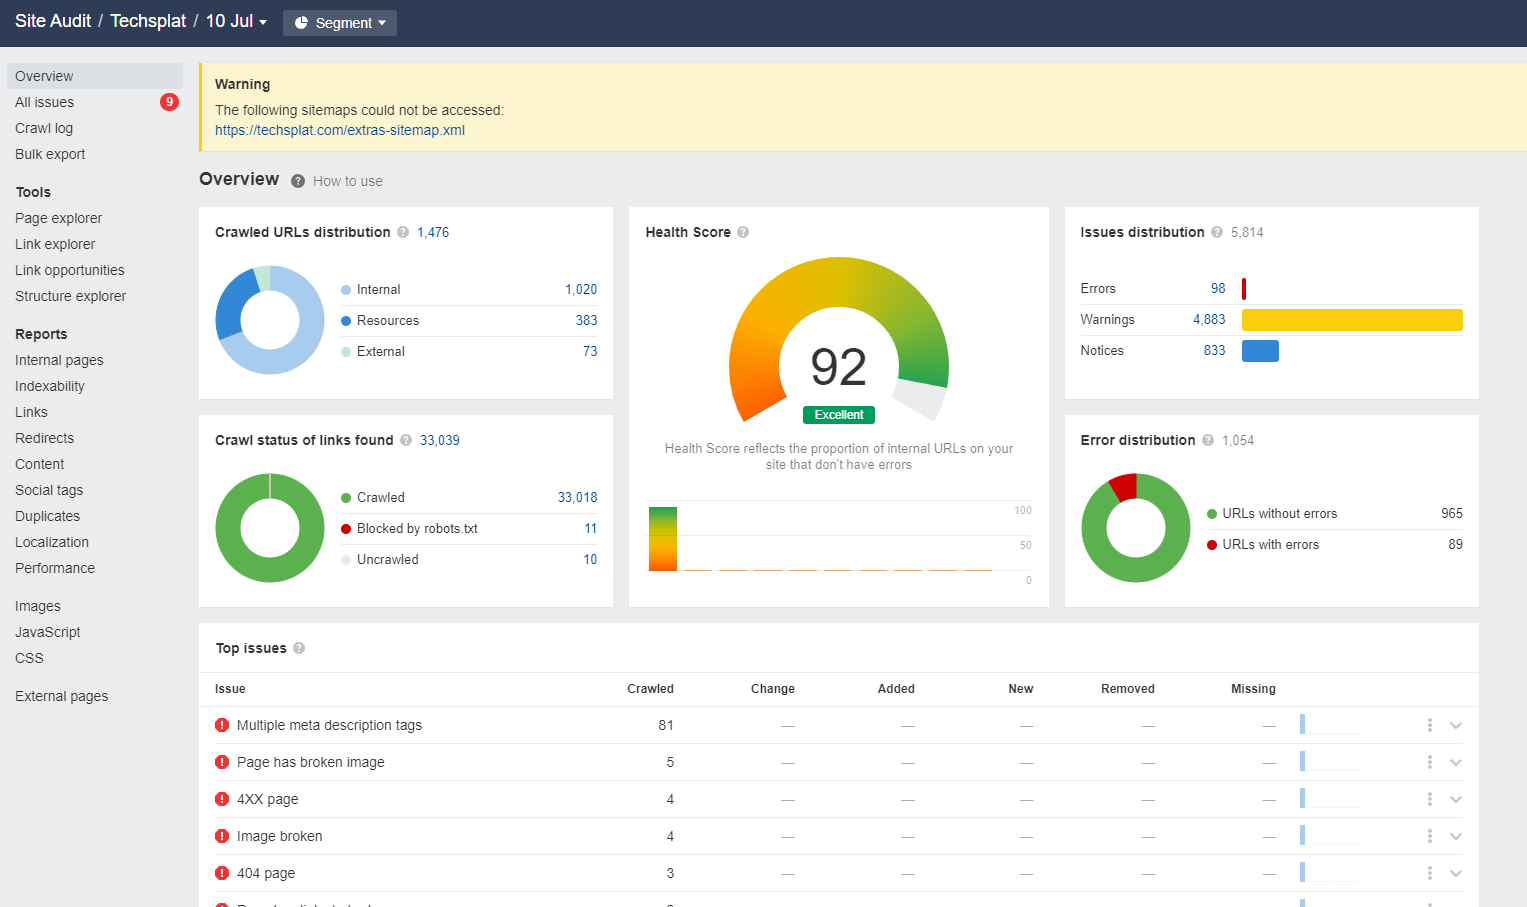 Site Audit / Techsplat / 10 Jul
Segment
Overview
All issues 9
Crawl log
Bulk export
Tools
Page explorer
Link explorer
Link opportunities
Structure explorer
Reports
Internal pages
Indexability
Links
Redirects
Content
Social tags
Duplicates
Localization
Performance
Images
JavaScript
CSS
External pages
Warning
The following sitemaps could not be accessed:
https://techsplat.com/extras-sitemap.xml
Overview ? How to use
Crawled URLs distribution ? 1,476
Internal 1,020
Resources 383
External 73
Crawl status of links found ? 33,039
Crawled 33,018
Blocked by robots.txt 11
Uncrawled 10
Health Score ?
92
Excellent
Health Score reflects the proportion of internal URLs on your
site that don't have errors
100
50
0
Issues distribution ? 5,814
Errors 98
Warnings 4,883
Notices 833
Error distribution ? 1,054
URLs without errors 965
URLs with errors 89
Top issues ?
Issue Crawled Change Added New Removed Missing
Multiple meta description tags 81 — — — — —
Page has broken image 5 — — — — —
4XX page 4 — — — — —
Image broken 4 — — — — —
404 page 3 — — — — —